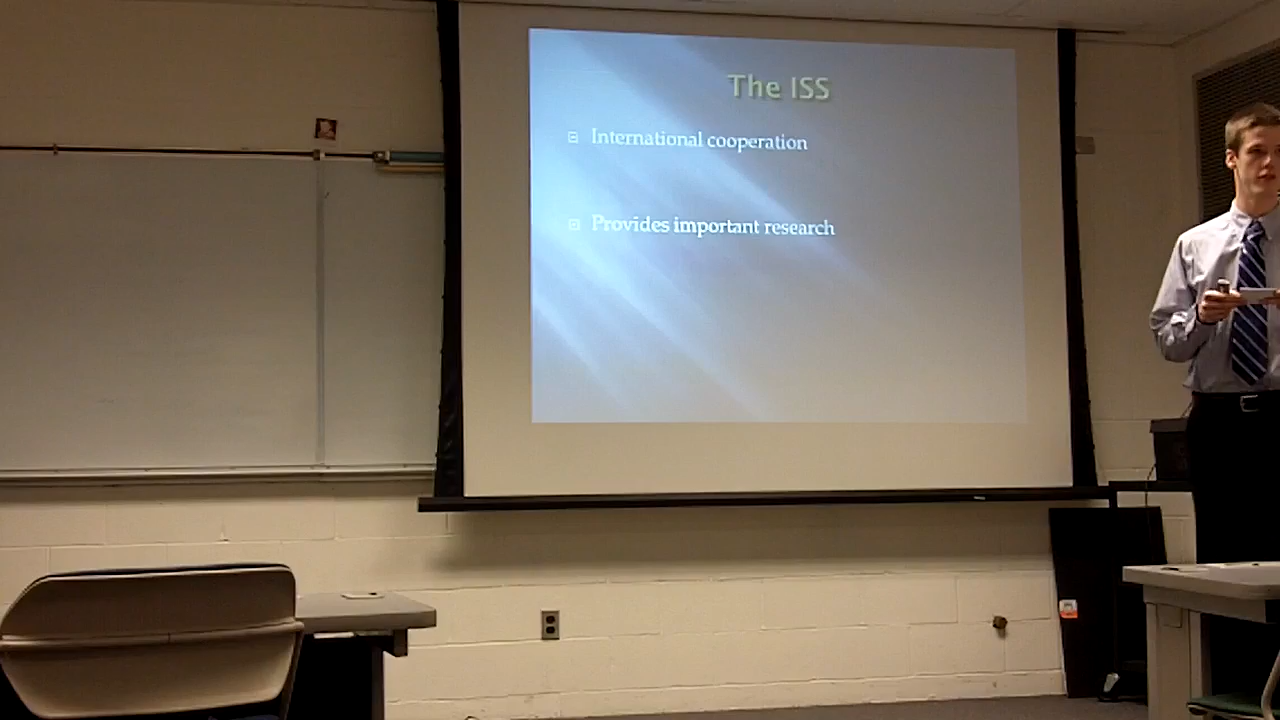 The ISS
International cooperation
Provides important research